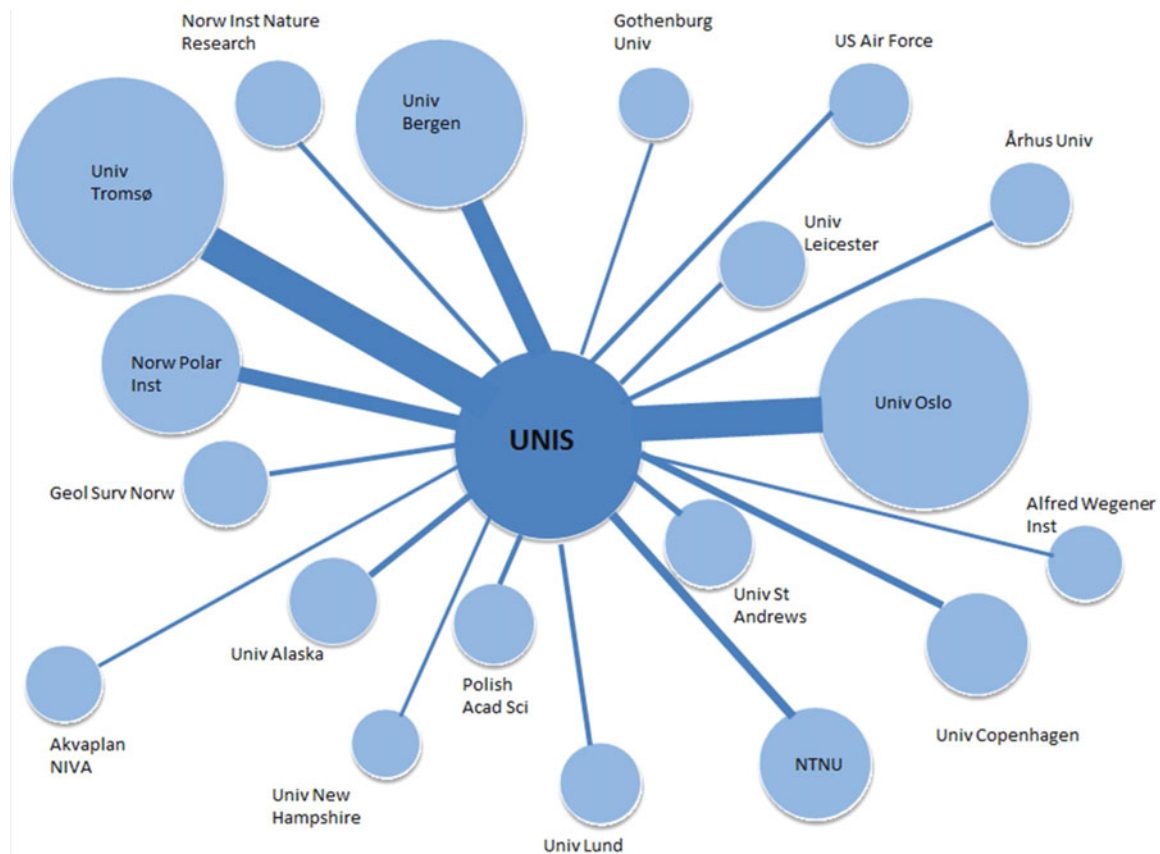 Norw Inst Nature
Research
Gothenburg
Univ
US Air Force
Univ
Bergen
Århus Univ
Univ
Tromsø
Univ
Leicester
Norw Polar
Inst
Univ Oslo
UNIS
Geol Surv Norw
Alfred Wegener
Inst
Univ St
Andrews
Univ Alaska
Polish
Acad Sci
Univ Copenhagen
Akvaplan
NIVA
NTNU
Univ New
Hampshire
Univ Lund